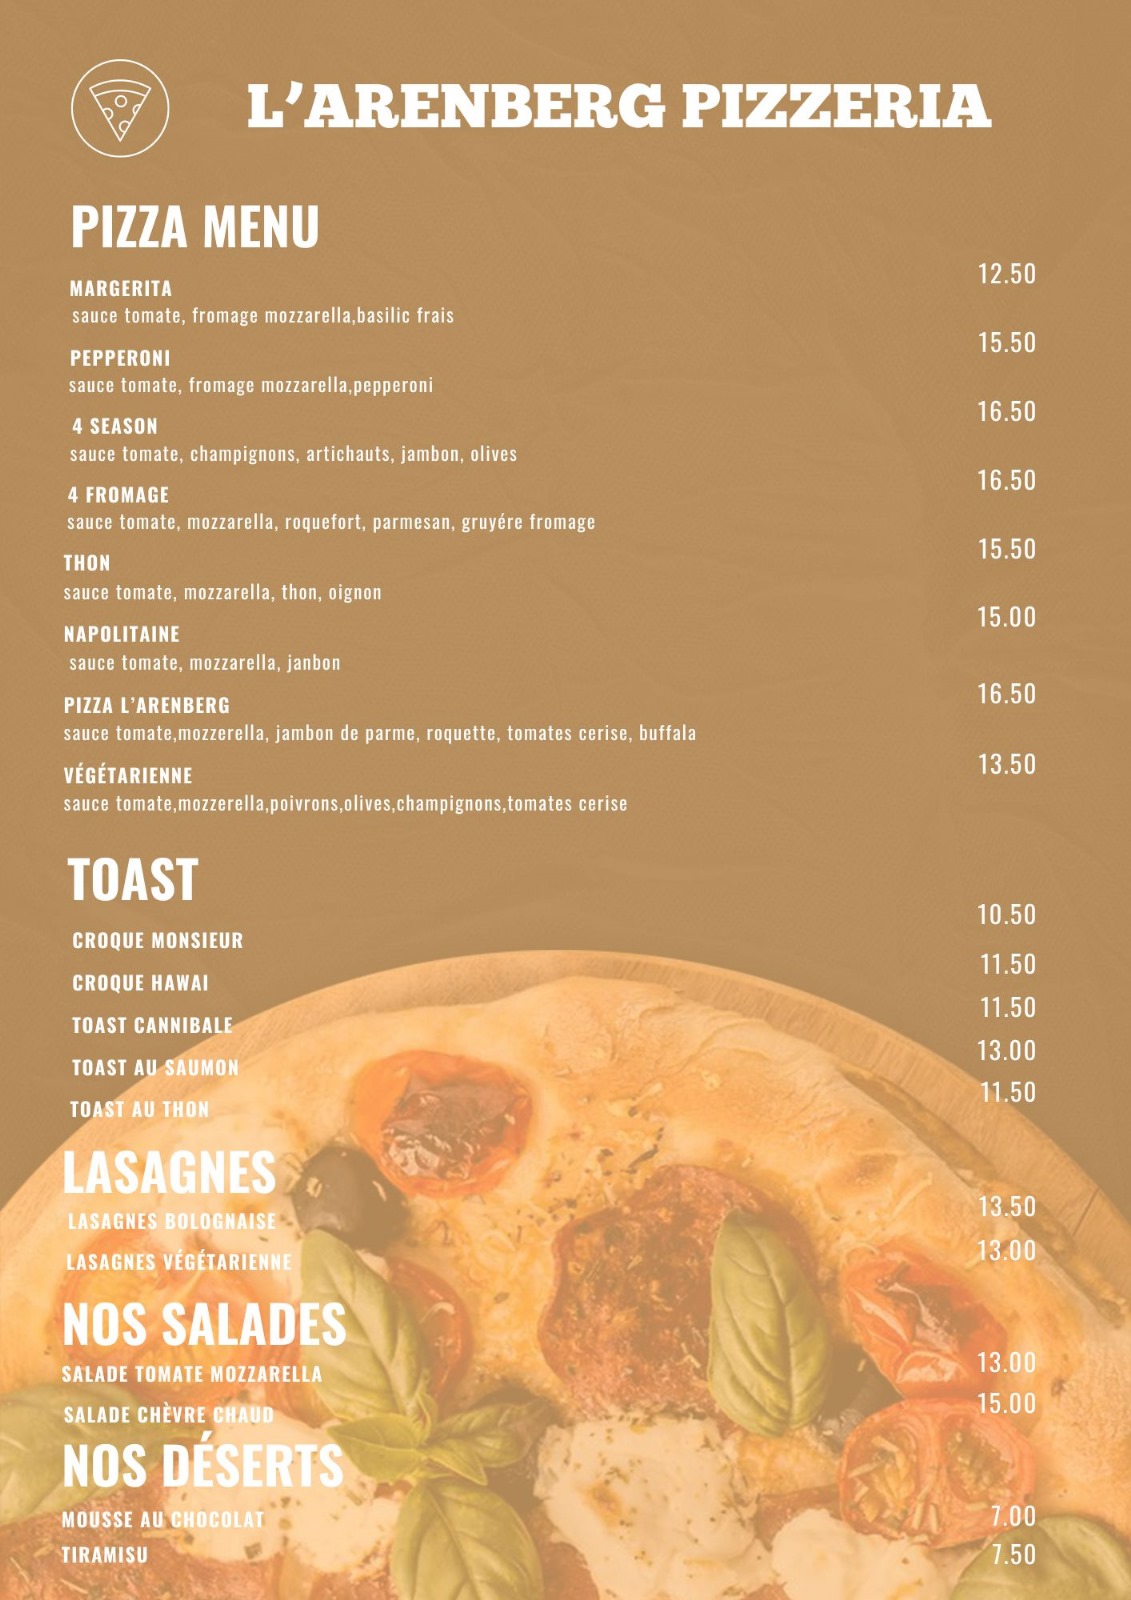 L'ARENBERG PIZZERIA
PIZZA MENU
12.50
MARGERITA
sauce tomate, fromage mozzarella,basilic frais
15.50
PEPPERONI
sauce tomate, fromage mozzarella,pepperoni
16.50
4 SEASON
sauce tomate, champignons, artichauts, jambon, olives
16.50
4 FROMAGE
sauce tomate, mozzarella, roquefort, parmesan, gruyére fromage
15.50
THON
sauce tomate, mozzarella, thon, oignon
15.00
NAPOLITAINE
sauce tomate, mozzarella, janbon
16.50
PIZZA L'ARENBERG
sauce tomate,mozzerella, jambon de parme, roquette, tomates cerise, buffala
13.50
VÉGÉTARIENNE
sauce tomate,mozzerella,poivrons,olives,champignons,tomates cerise
TOAST
10.50
CROQUE MONSIEUR
11.50
CROQUE HAWAI
11.50
TOAST CANNIBALE
13.00
TOAST AU SAUMON
11.50
TOAST AU THON
LASAGNES
13.50
LASAGNES BOLOGNAISE
13.00
LASAGNES VÉGÉTARIENNE
NOS SALADES
13.00
SALADE TOMATE MOZZARELLA
15.00
SALADE CHÈVRE CHAUD
NOS DÉSERTS
7.00
MOUSSE AU CHOCOLAT
7.50
TIRAMISU